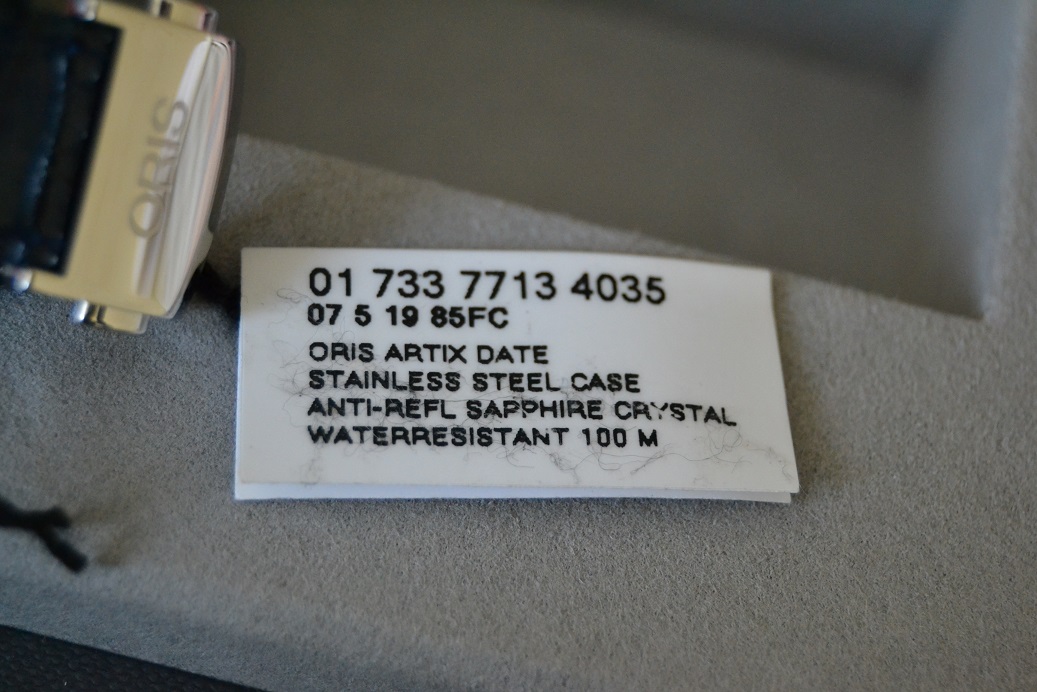 ORIS
01 733 7713 4035
07 5 19 85FC
ORIS ARTIX DATE
STAINLESS STEEL CASE
ANTI-REFL SAPPHIRE CRYSTAL
WATERRESISTANT 100 M